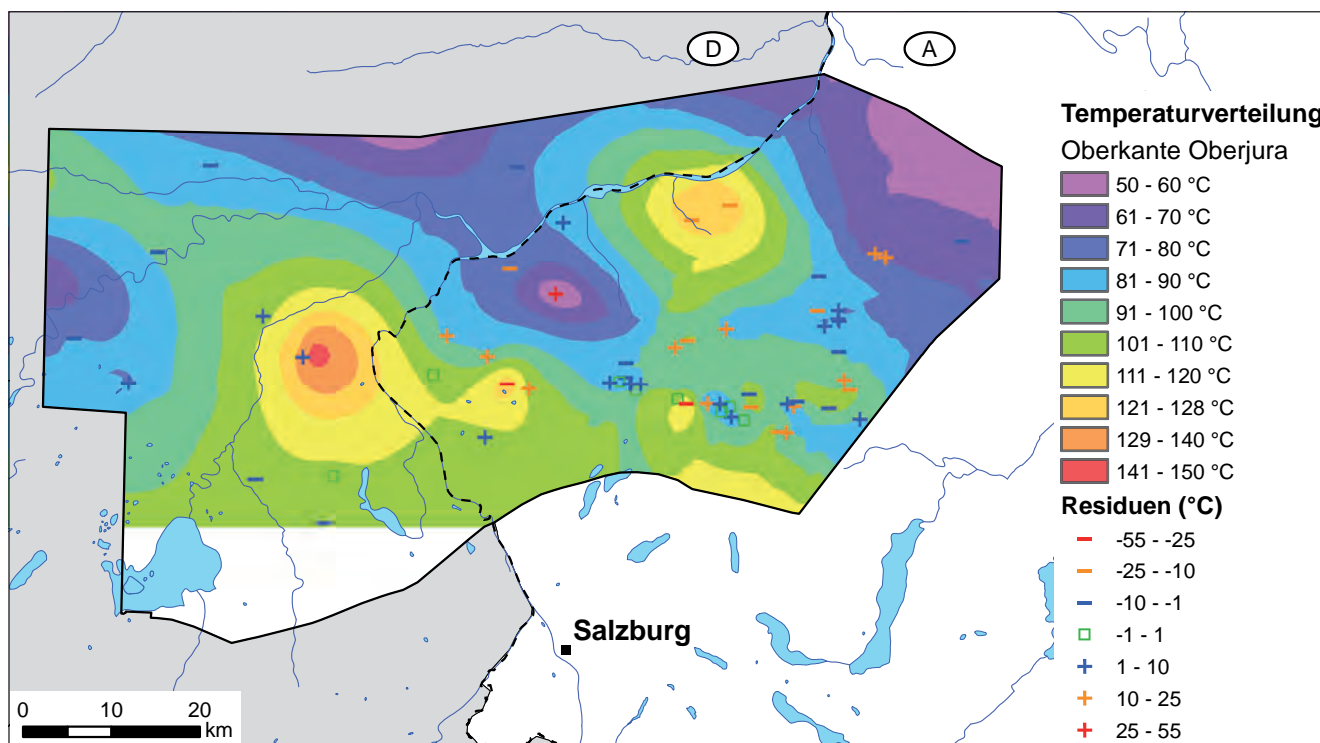 D
A
Temperaturverteilung
Oberkante Oberjura
50 - 60 °C
61 - 70 °C
71 - 80 °C
81 - 90 °C
91 - 100 °C
101 - 110 °C
111 - 120 °C
121 - 128 °C
129 - 140 °C
141 - 150 °C
Residuen (°C)
-55 - -25
-25 - -10
-10 - -1
-1 - 1
1 - 10
10 - 25
25 - 55
Salzburg
0 10 20
km